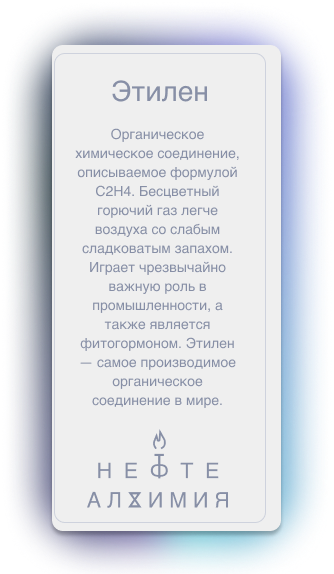 Этилен
Органическое
химическое соединение,
описываемое формулой
C2H4. Бесцветный
горючий газ легче
воздуха со слабым
сладковатым запахом.
Играет чрезвычайно
важную роль в
промышленности, а
также является
фитогормоном. Этилен
— самое производимое
органическое
соединение в мире.
НЕФТЕ
АЛХИМИЯ